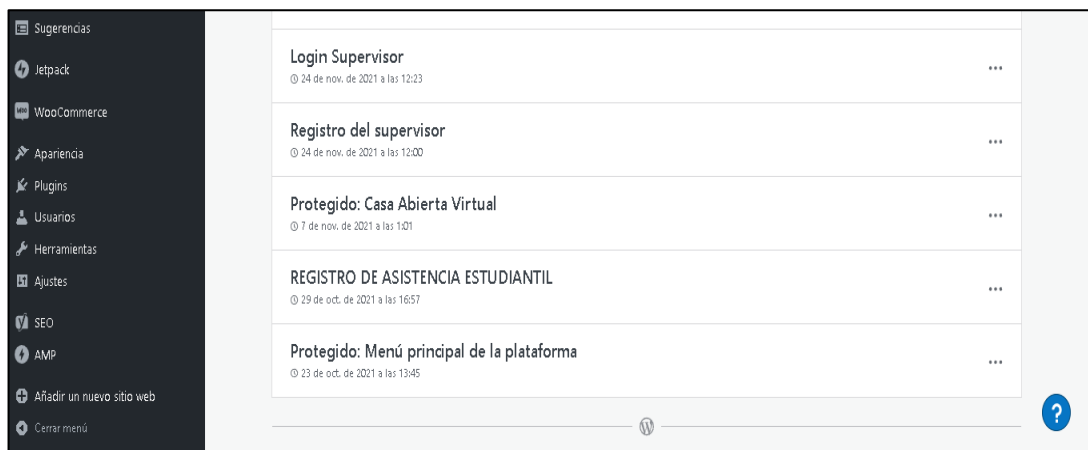 Sugerencias
Jetpack
WooCommerce
Apariencia
Plugins
Usuarios
Herramientas
Ajustes
SEO
AMP
Añadir un nuevo sitio web
Cerrar menú
Login Supervisor
24 de nov. de 2021 a las 12:23
Registro del supervisor
24 de nov. de 2021 a las 12:00
Protegido: Casa Abierta Virtual
7 de nov. de 2021 a las 1:01
REGISTRO DE ASISTENCIA ESTUDIANTIL
29 de oct. de 2021 a las 16:57
Protegido: Menú principal de la plataforma
23 de oct. de 2021 a las 13:45
?